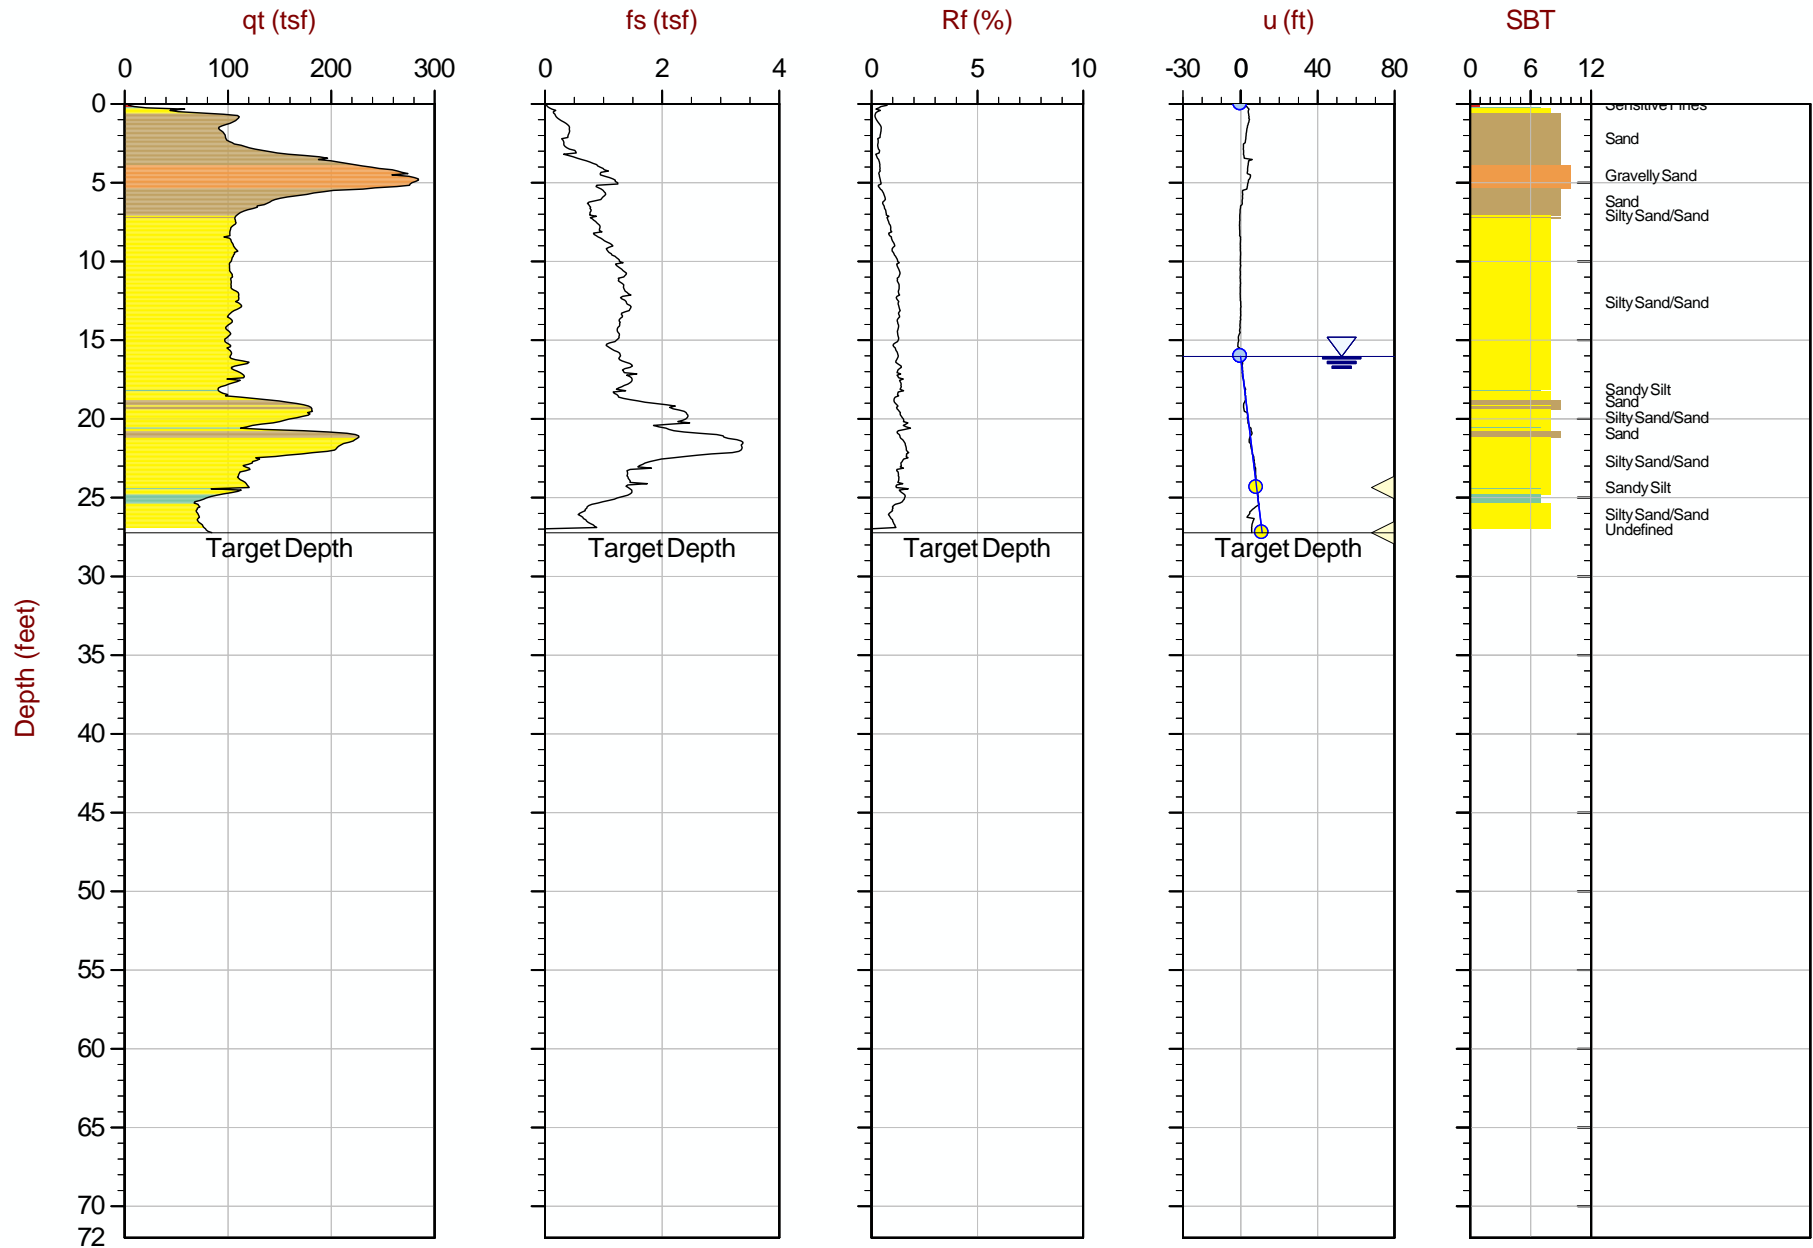 qt (tsf) fs (tsf) Rf (%) u (ft) SBT
0 100 200 300 0 2 4 0 5 10 -30 0 40 80 0 6 12
0
Sensitive Fines
Sand
Gravelly Sand
5
Sand
Silty Sand/Sand
10
Silty Sand/Sand
15
Sandy Silt
Sand
20
Silty Sand/Sand
Sand
Silty Sand/Sand
Sandy Silt
25
Silty Sand/Sand
Undefined
Target Depth Target Depth Target Depth Target Depth
30
35
Depth (feet)
40
45
50
55
60
65
70
72